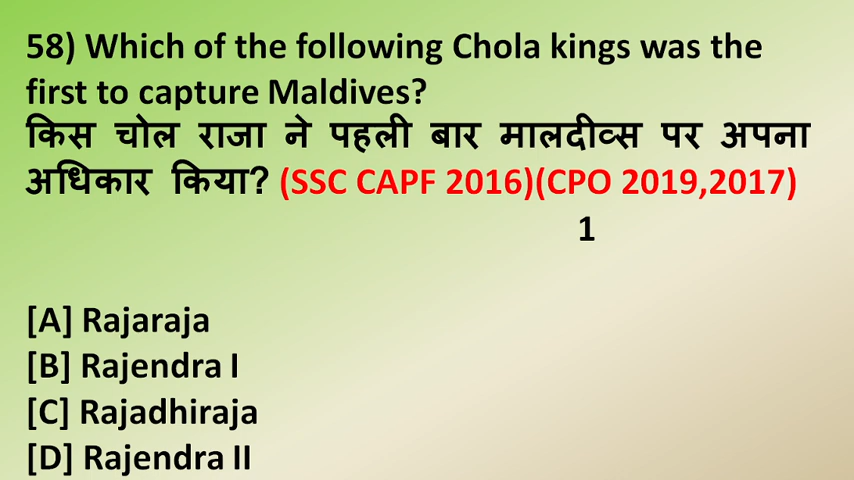 58) Which of the following Chola kings was the
first to capture Maldives?
किस चोल राजा ने पहली बार मालदीव्स पर अपना
अधिकार किया? (SSC CAPF 2016)(CPO 2019,2017)
1
[A] Rajaraja
[B] Rajendra I
[C] Rajadhiraja
[D] Rajendra II